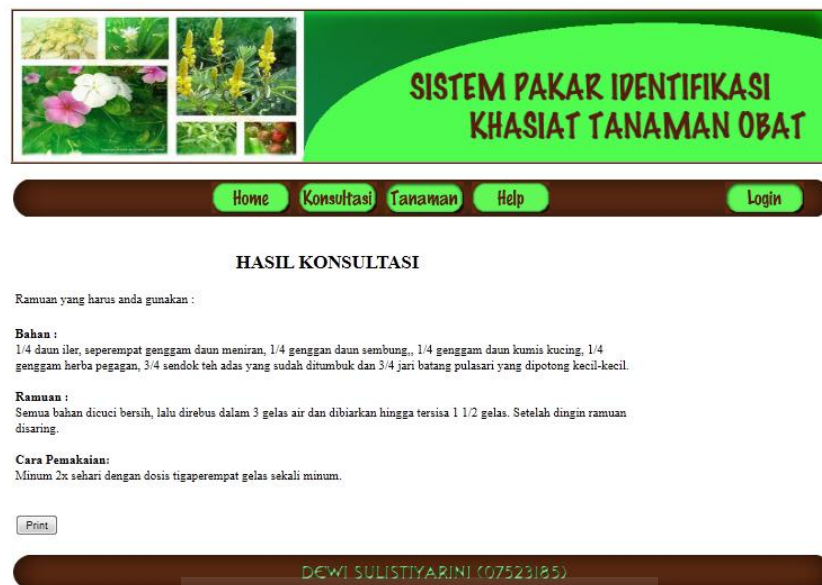 SISTEM PAKAR IDENTIFIKASI
KHASIAT TANAMAN OBAT
Home Konsultasi Tanaman Help Login
HASIL KONSULTASI
Ramuan yang harus anda gunakan :
Bahan :
1/4 daun iler, seperempat genggam daun meniran, 1/4 genggan daun sembung,, 1/4 genggam daun kumis kucing, 1/4
genggam herba pegagan, 3/4 sendok teh adas yang sudah ditumbuk dan 3/4 jari batang pulasari yang dipotong kecil-kecil.
Ramuan :
Semua bahan dicuci bersih, lalu direbus dalam 3 gelas air dan dibiarkan hingga tersisa 1 1/2 gelas. Setelah dingin ramuan
disaring.
Cara Pemakaian:
Minum 2x sehari dengan dosis tigaperempat gelas sekali minum.
Print
DEWI SULISTIYARINI (07523185)